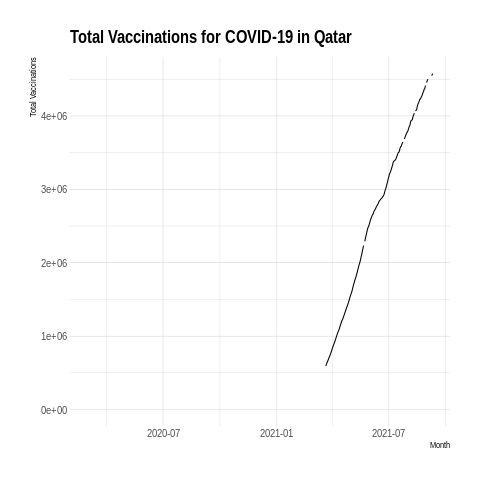 Total Vaccinations for COVID-19 in Qatar
Total Vaccinations
4e+06
3e+06
2e+06
1e+06
0e+00
2020-07
2021-01
2021-07
Month